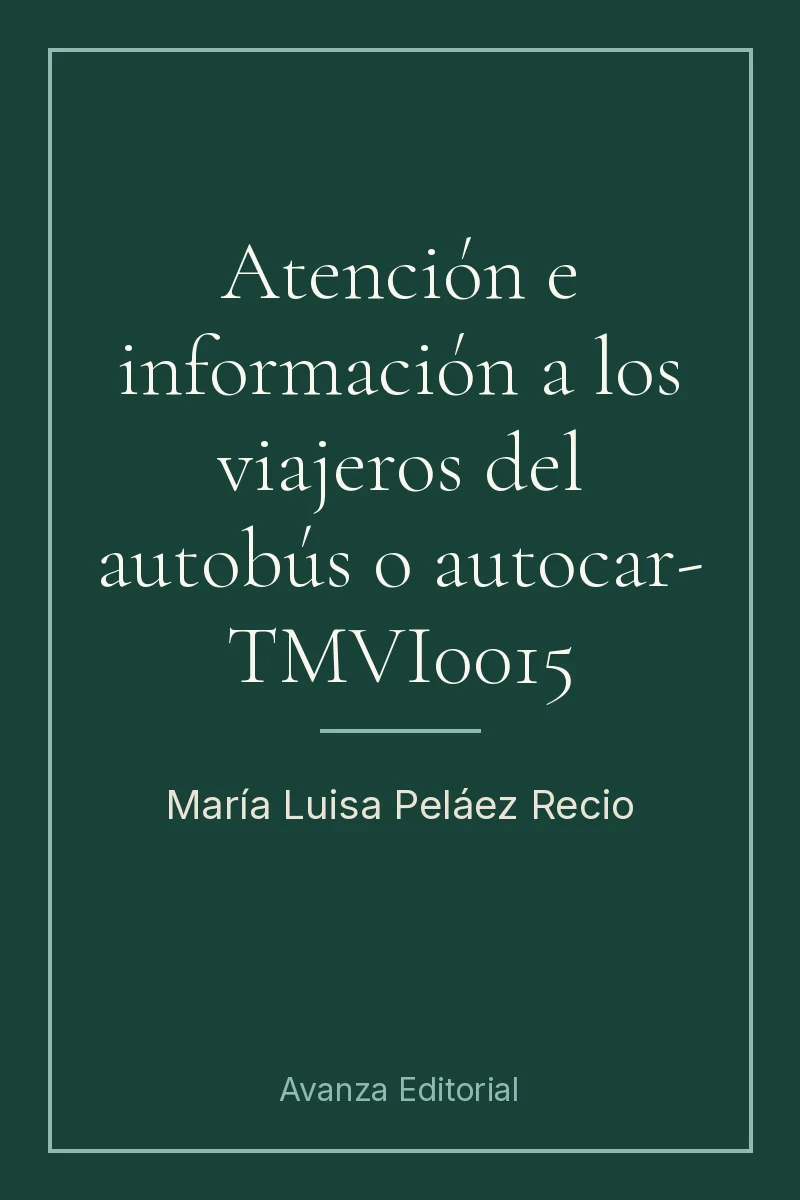 Atención e
información a los
viajeros del
autobús o autocar-
TMVI0015
María Luisa Peláez Recio
Avanza Editorial